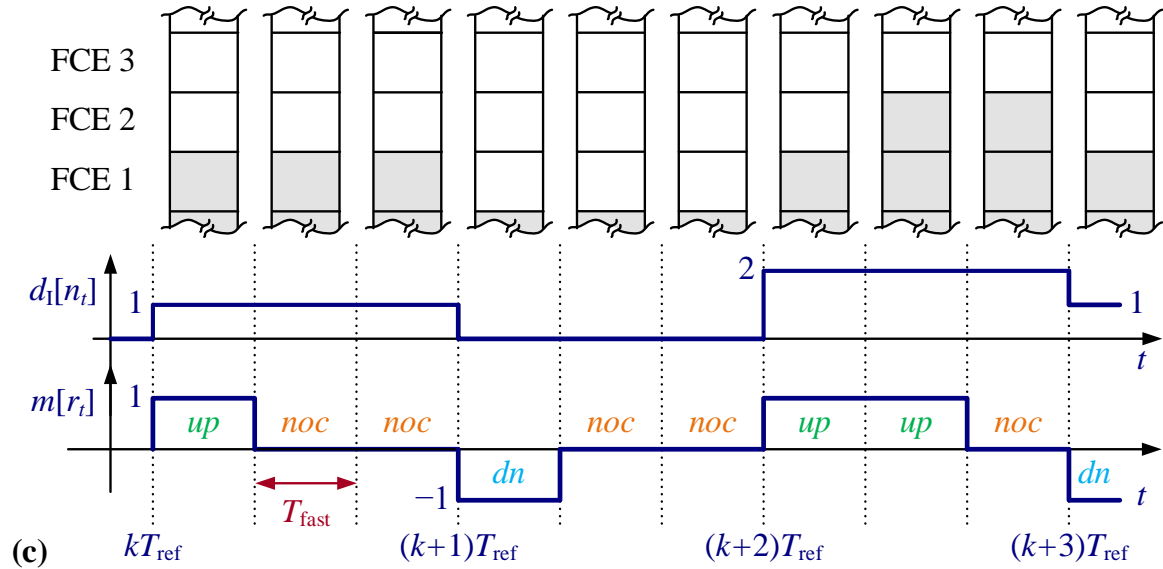 FCE 3
FCE 2
FCE 1
d_I[n_t] 1 2 1
t
m[r_t] 1 up noc noc dn noc noc up up noc dn
−1
t
T_fast
(c) kT_ref (k+1)T_ref (k+2)T_ref (k+3)T_ref